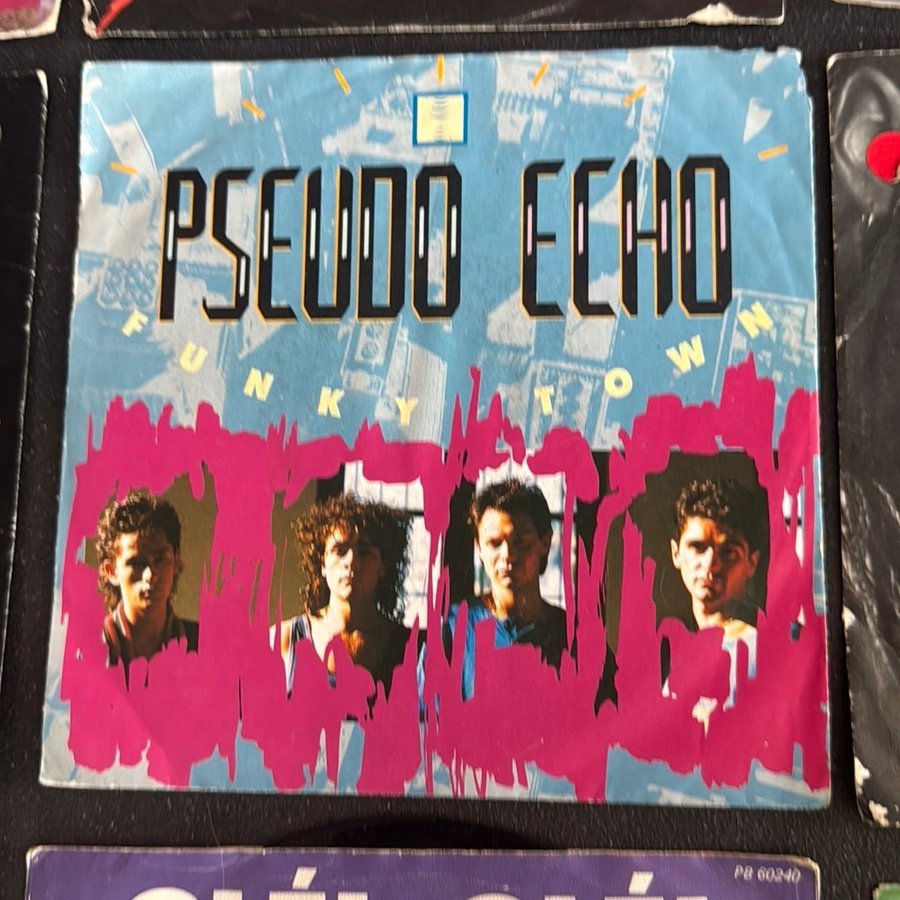 PSEUDO ECHO
FUNKY TOWN
PB 60240